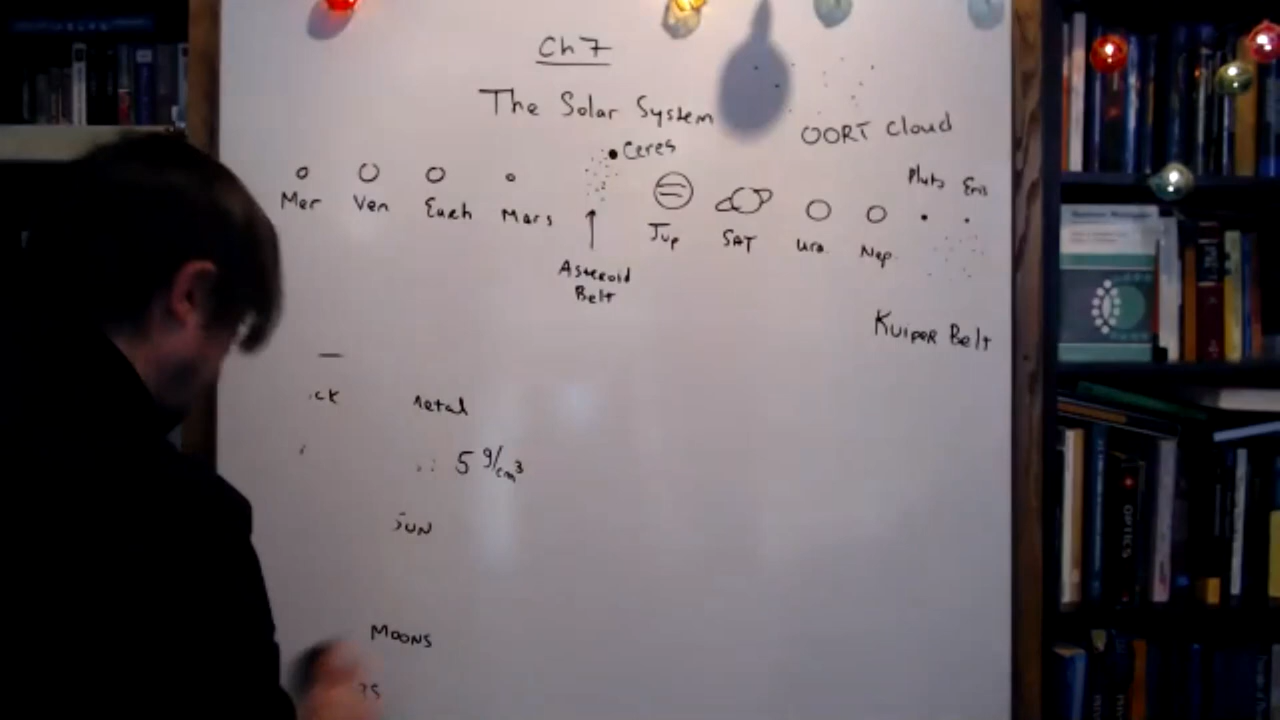 Ch 7
The Solar System
OORT Cloud
Ceres
Pluto Eris
Mer Ven Earth Mars
Jup SAT Ura. Nep.
Asteroid
Belt
Kuiper Belt
5 g/cm³
SUN
MOONS
OPTICS